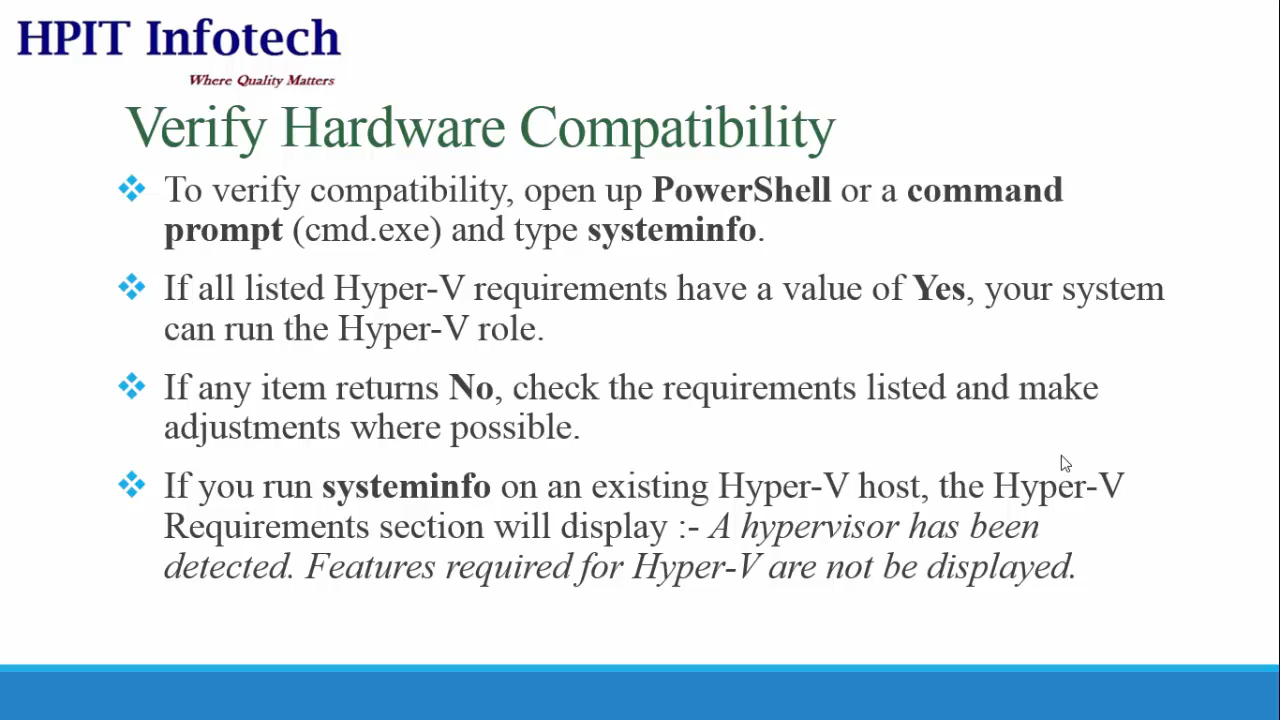 HPIT Infotech
Where Quality Matters
Verify Hardware Compatibility
To verify compatibility, open up PowerShell or a command
prompt (cmd.exe) and type systeminfo.
If all listed Hyper-V requirements have a value of Yes, your system
can run the Hyper-V role.
If any item returns No, check the requirements listed and make
adjustments where possible.
If you run systeminfo on an existing Hyper-V host, the Hyper-V
Requirements section will display :- A hypervisor has been
detected. Features required for Hyper-V are not be displayed.